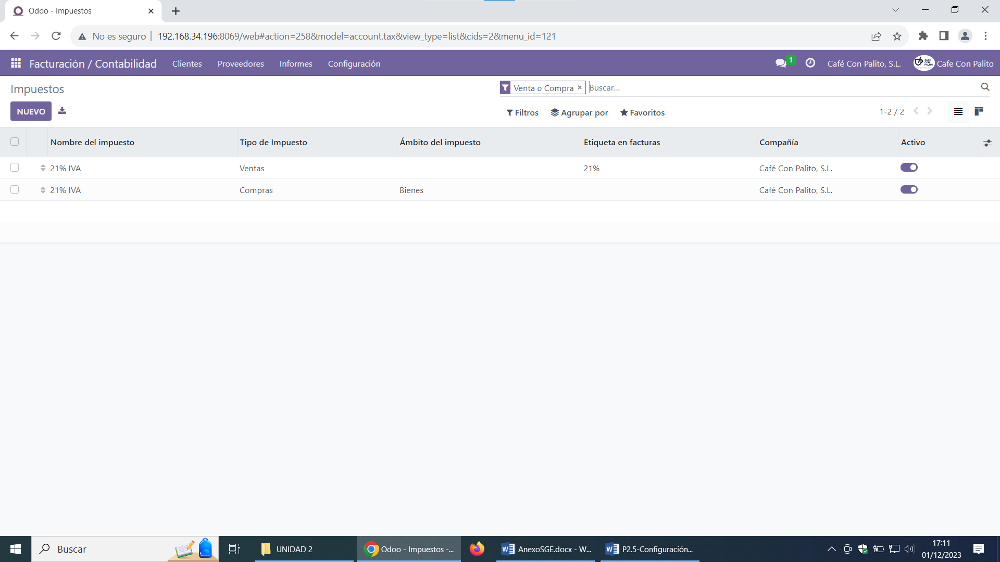 Odoo - Impuestos
No es seguro 192.168.34.196:8069/web#action=258&model=account.tax&view_type=list&cids=2&menu_id=121
Facturación / Contabilidad Clientes Proveedores Informes Configuración 1 Café Con Palito, S.L. CAFÉ CON PALITO Cafe Con Palito
Impuestos Venta o Compra Buscar...
NUEVO Filtros Agrupar por Favoritos 1-2 / 2
Nombre del impuesto Tipo de Impuesto Ámbito del impuesto Etiqueta en facturas Compañía Activo
21% IVA Ventas 21% Café Con Palito, S.L.
21% IVA Compras Bienes Café Con Palito, S.L.
Buscar UNIDAD 2 Odoo - Impuestos -... AnexoSGE.docx - W... P2.5-Configuración... 17:11
01/12/2023